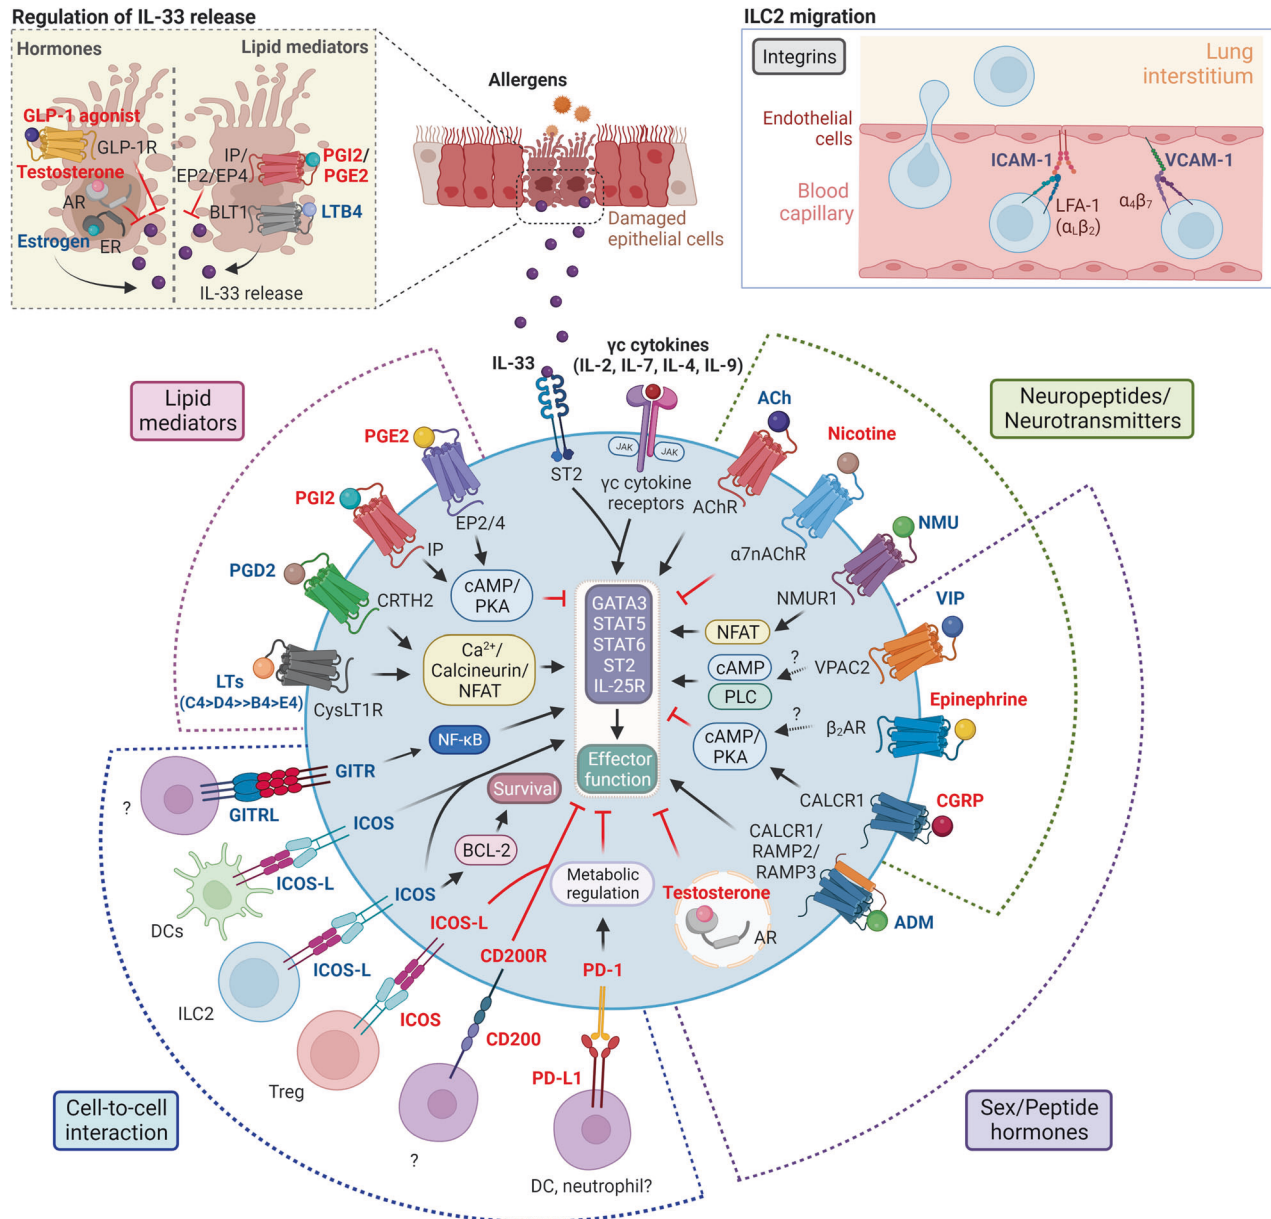 Regulation of IL-33 release
Hormones
Lipid mediators
GLP-1 agonist
GLP-1R
Testosterone
AR
Estrogen
ER
IP/
EP2/EP4
PGI2/
PGE2
BLT1
LTB4
IL-33 release
Allergens
Damaged
epithelial cells
ILC2 migration
Integrins
Lung
interstitium
Endothelial
cells
Blood
capillary
ICAM-1
VCAM-1
LFA-1
(αLβ2)
α4β7
IL-33
ST2
γc cytokines
(IL-2, IL-7, IL-4, IL-9)
JAK
JAK
γc cytokine
receptors
Lipid
mediators
PGE2
EP2/4
PGI2
IP
PGD2
CRTH2
LTs
(C4>D4>>B4>E4)
CysLT1R
cAMP/
PKA
Ca2+/
Calcineurin/
NFAT
NF-κB
GATA3
STAT5
STAT6
ST2
IL-25R
Effector
function
Neuropeptides/
Neurotransmitters
ACh
AChR
Nicotine
α7nAChR
NMU
NMUR1
NFAT
VIP
VPAC2
?
cAMP
PLC
Epinephrine
β2AR
?
cAMP/
PKA
CALCR1
CGRP
CALCR1/
RAMP2/
RAMP3
ADM
Testosterone
AR
Sex/Peptide
hormones
GITR
GITRL
?
ICOS
ICOS-L
DCs
ICOS
ICOS-L
ILC2
BCL-2
Survival
ICOS-L
ICOS
Treg
CD200R
CD200
?
Metabolic
regulation
PD-1
PD-L1
DC, neutrophil?
Cell-to-cell
interaction